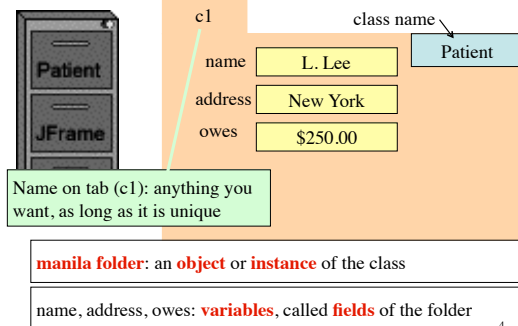 c1
class name
Patient
Patient
JFrame
name L. Lee
address New York
owes $250.00
Name on tab (c1): anything you
want, as long as it is unique
manila folder: an object or instance of the class
name, address, owes: variables, called fields of the folder
4